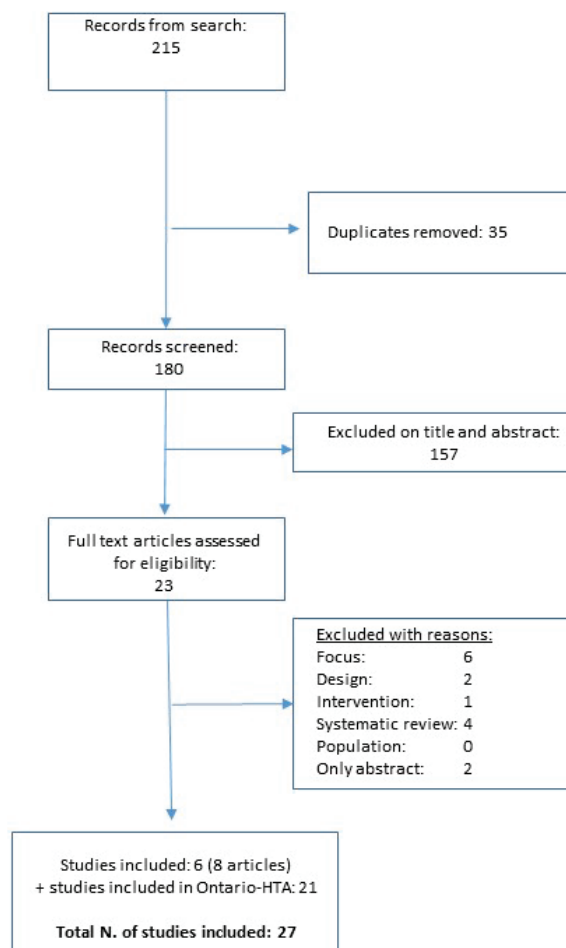 Records from search:
215
Duplicates removed: 35
Records screened:
180
Excluded on title and abstract:
157
Full text articles assessed
for eligibility:
23
Excluded with reasons:
Focus: 6
Design: 2
Intervention: 1
Systematic review: 4
Population: 0
Only abstract: 2
Studies included: 6 (8 articles)
+ studies included in Ontario-HTA: 21
Total N. of studies included: 27